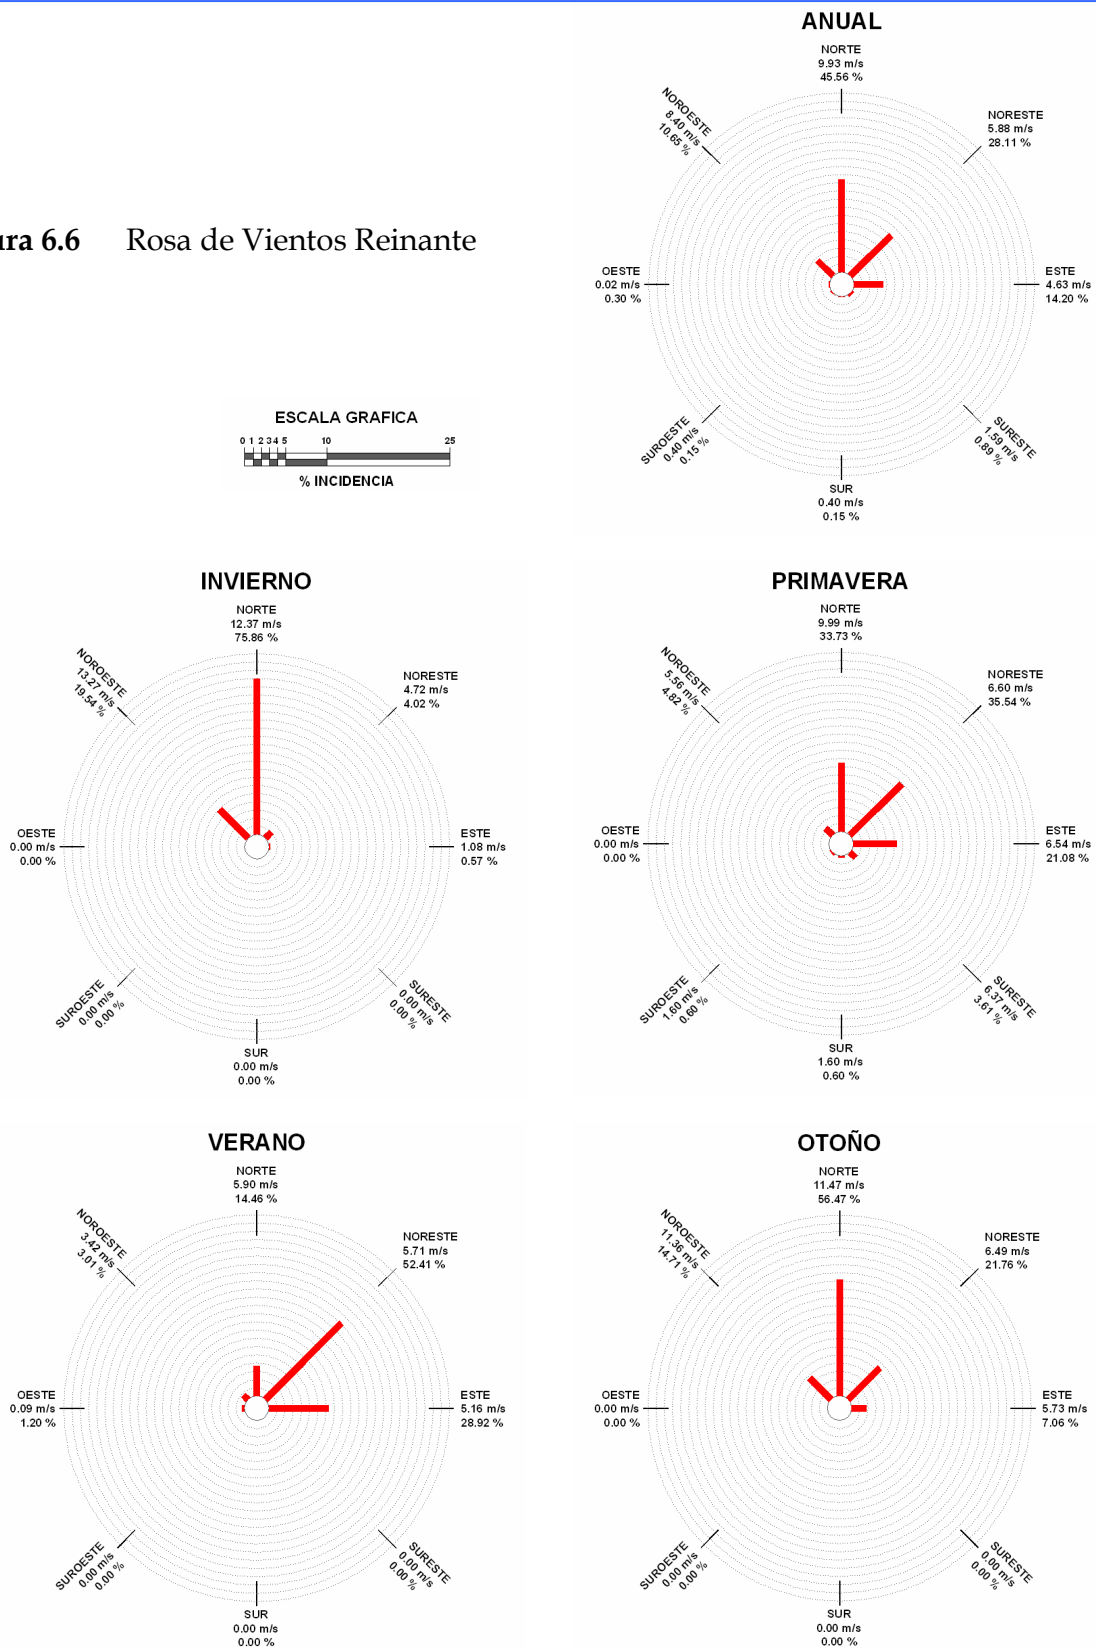 ANUAL
NORTE
9.93 m/s
45.56 %
NOROESTE
8.40 m/s
10.65 %
NORESTE
5.88 m/s
28.11 %
ura 6.6 Rosa de Vientos Reinante
OESTE
0.02 m/s
0.30 %
ESTE
4.63 m/s
14.20 %
SUROESTE
0.40 m/s
0.15 %
SURESTE
1.59 m/s
0.89 %
SUR
0.40 m/s
0.15 %
ESCALA GRAFICA
0 1 2 3 4 5 10 25
% INCIDENCIA
INVIERNO
NORTE
12.37 m/s
75.86 %
NOROESTE
13.27 m/s
19.54 %
NORESTE
4.72 m/s
4.02 %
OESTE
0.00 m/s
0.00 %
ESTE
1.08 m/s
0.57 %
SUROESTE
0.00 m/s
0.00 %
SURESTE
0.00 m/s
0.00 %
SUR
0.00 m/s
0.00 %
PRIMAVERA
NORTE
9.99 m/s
33.73 %
NOROESTE
5.56 m/s
4.82 %
NORESTE
6.60 m/s
35.54 %
OESTE
0.00 m/s
0.00 %
ESTE
6.54 m/s
21.08 %
SUROESTE
1.60 m/s
0.60 %
SURESTE
6.37 m/s
3.61 %
SUR
1.60 m/s
0.60 %
VERANO
NORTE
5.90 m/s
14.46 %
NOROESTE
3.42 m/s
3.01 %
NORESTE
5.71 m/s
52.41 %
OESTE
0.09 m/s
1.20 %
ESTE
5.16 m/s
28.92 %
SUROESTE
0.00 m/s
0.00 %
SURESTE
0.00 m/s
0.00 %
SUR
0.00 m/s
0.00 %
OTOÑO
NORTE
11.47 m/s
56.47 %
NOROESTE
11.36 m/s
14.71 %
NORESTE
6.49 m/s
21.76 %
OESTE
0.00 m/s
0.00 %
ESTE
5.73 m/s
7.06 %
SUROESTE
0.00 m/s
0.00 %
SURESTE
0.00 m/s
0.00 %
SUR
0.00 m/s
0.00 %